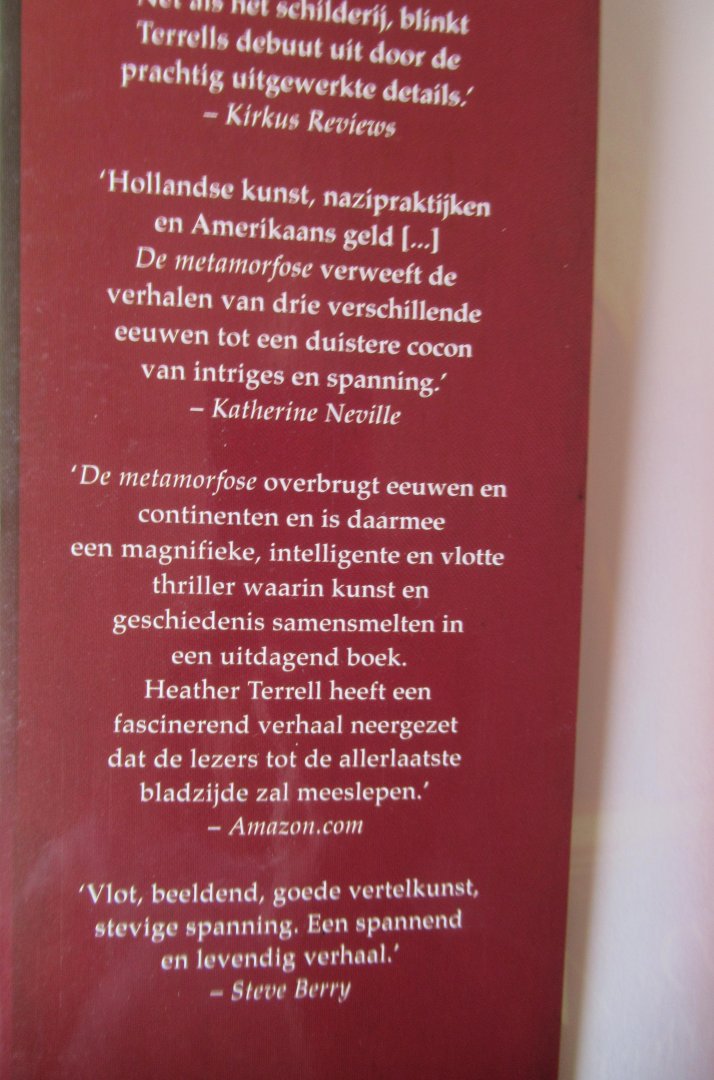 Net als het schilderij, blinkt
Terrells debuut uit door de
prachtig uitgewerkte details.’
– Kirkus Reviews
‘Hollandse kunst, nazipraktijken
en Amerikaans geld [...]
De metamorfose verweeft de
verhalen van drie verschillende
eeuwen tot een duistere cocon
van intriges en spanning.’
– Katherine Neville
‘De metamorfose overbrugt eeuwen en
continenten en is daarmee
een magnifieke, intelligente en vlotte
thriller waarin kunst en
geschiedenis samensmelten in
een uitdagend boek.
Heather Terrell heeft een
fascinerend verhaal neergezet
dat de lezers tot de allerlaatste
bladzijde zal meeslepen.’
– Amazon.com
‘Vlot, beeldend, goede vertelkunst,
stevige spanning. Een spannend
en levendig verhaal.’
– Steve Berry